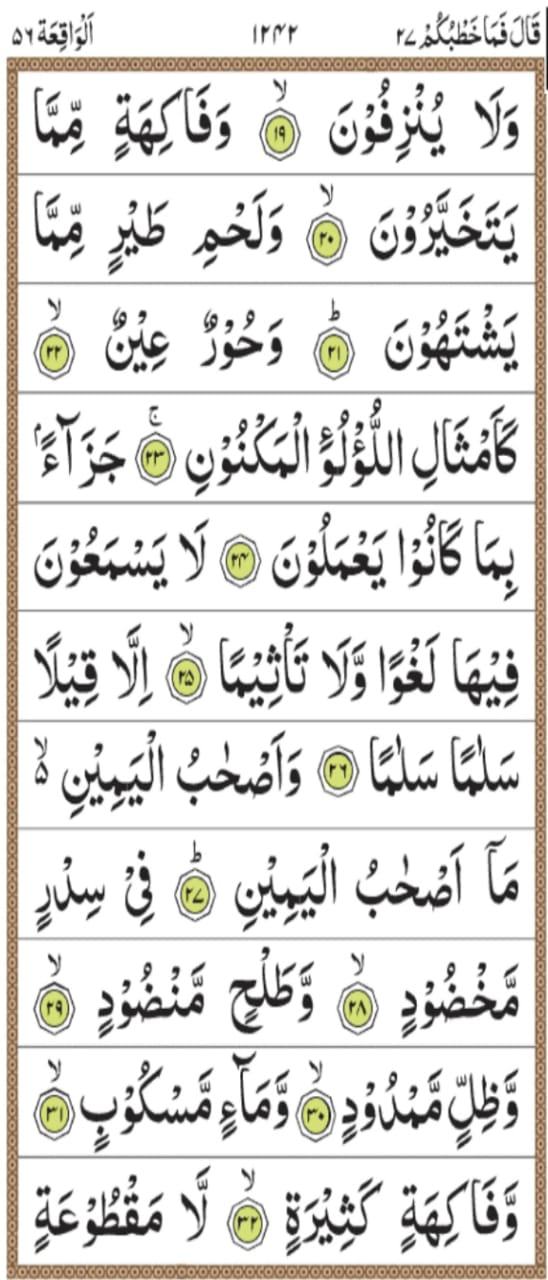 قَالَ فَمَا خَطْبُكُمْ ٢٧ ١٢٤٢ اَلْوَاقِعَة ٥٦
وَلَا يُنْزِفُوْنَ ۙ‏ ١٩ وَفَاكِهَةٍ مِّمَّا
يَتَخَيَّرُوْنَ ۙ‏ ٢٠ وَلَحْمِ طَيْرٍ مِّمَّا
يَشْتَهُوْنَ ؕ‏ ٢١ وَحُوْرٌ عِيْنٌ ۙ‏ ٢٢
كَاَمْثَالِ اللُّؤْلُؤِ الْمَكْنُوْنِ ۚ‏ ٢٣ جَزَآءًۢ
بِمَا كَانُوْا يَعْمَلُوْنَ ٢٤ لَا يَسْمَعُوْنَ
فِيْهَا لَغْوًا وَّلَا تَاْثِيْمًا ۙ‏ ٢٥ اِلَّا قِيْلًا
سَلٰمًا سَلٰمًا ٢٦ وَاَصْحٰبُ الْيَمِيْنِ ۙ۬
مَاۤ اَصْحٰبُ الْيَمِيْنِ ؕ‏ ٢٧ فِيْ سِدْرٍ
مَّخْضُوْدٍ ۙ‏ ٢٨ وَّطَلْحٍ مَّنْضُوْدٍ ۙ‏ ٢٩
وَّظِلٍّ مَّمْدُوْدٍ ۙ‏ ٣٠ وَّمَآءٍ مَّسْكُوْبٍ ۙ‏ ٣١
وَّفَاكِهَةٍ كَثِيْرَةٍ ۙ‏ ٣٢ لَّا مَقْطُوْعَةٍ